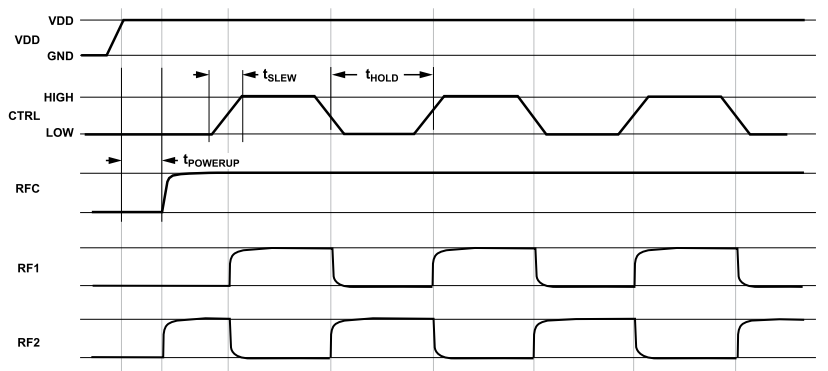 VDD
VDD
GND
tSLEW
tHOLD
HIGH
CTRL
LOW
tPOWERUP
RFC
RF1
RF2